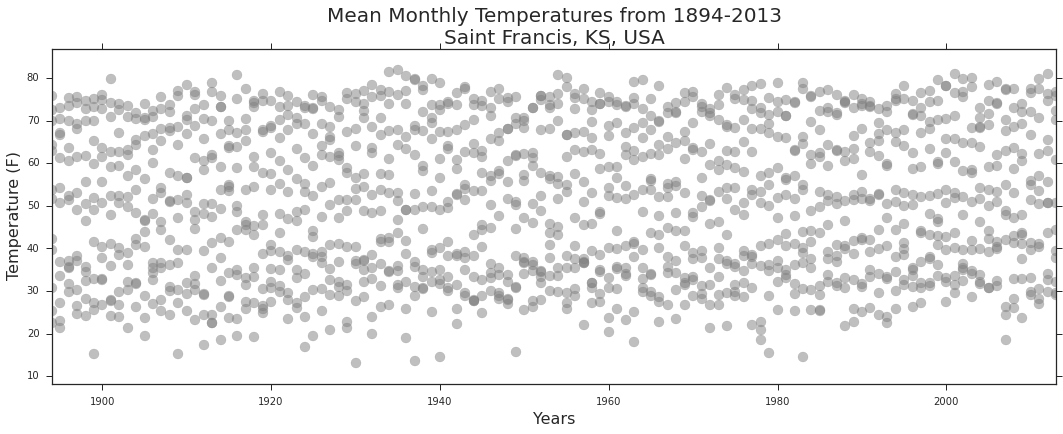 Mean Monthly Temperatures from 1894-2013
Saint Francis, KS, USA
80
70
60
50
40
30
20
10
Temperature (F)
1900 1920 1940 1960 1980 2000
Years